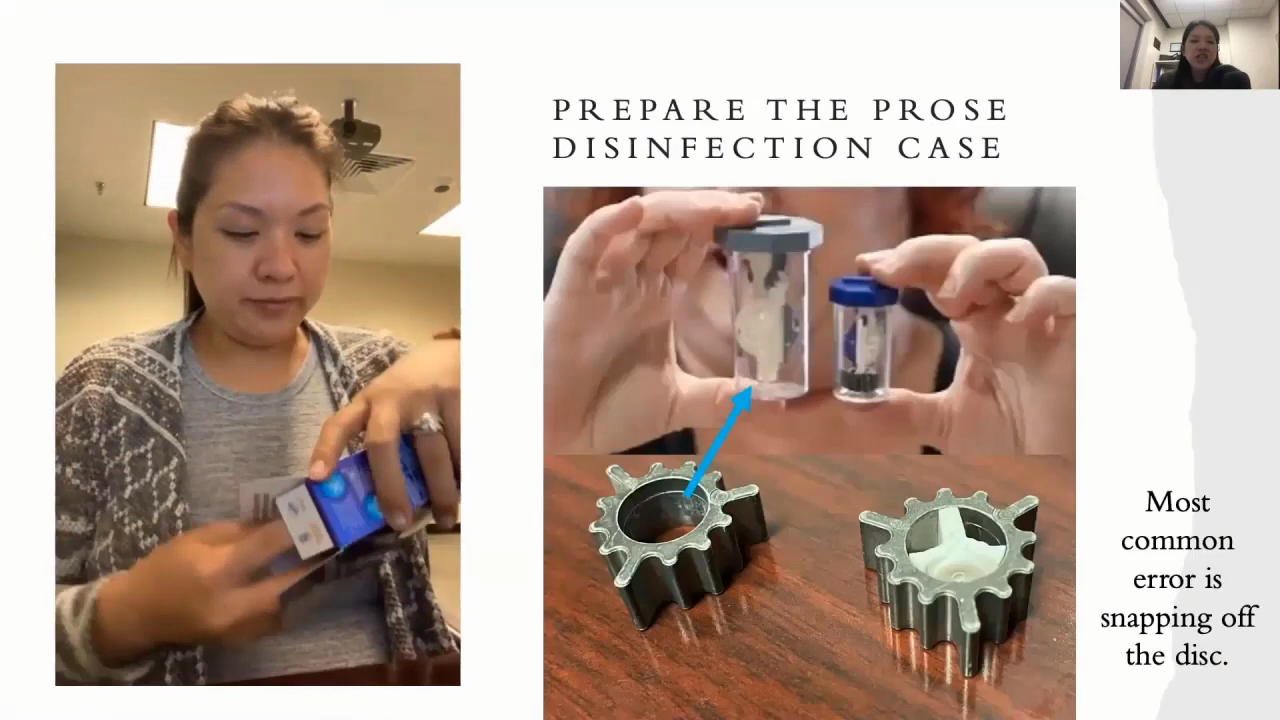 PREPARE THE PROSE
DISINFECTION CASE
Most
common
error is
snapping off
the disc.